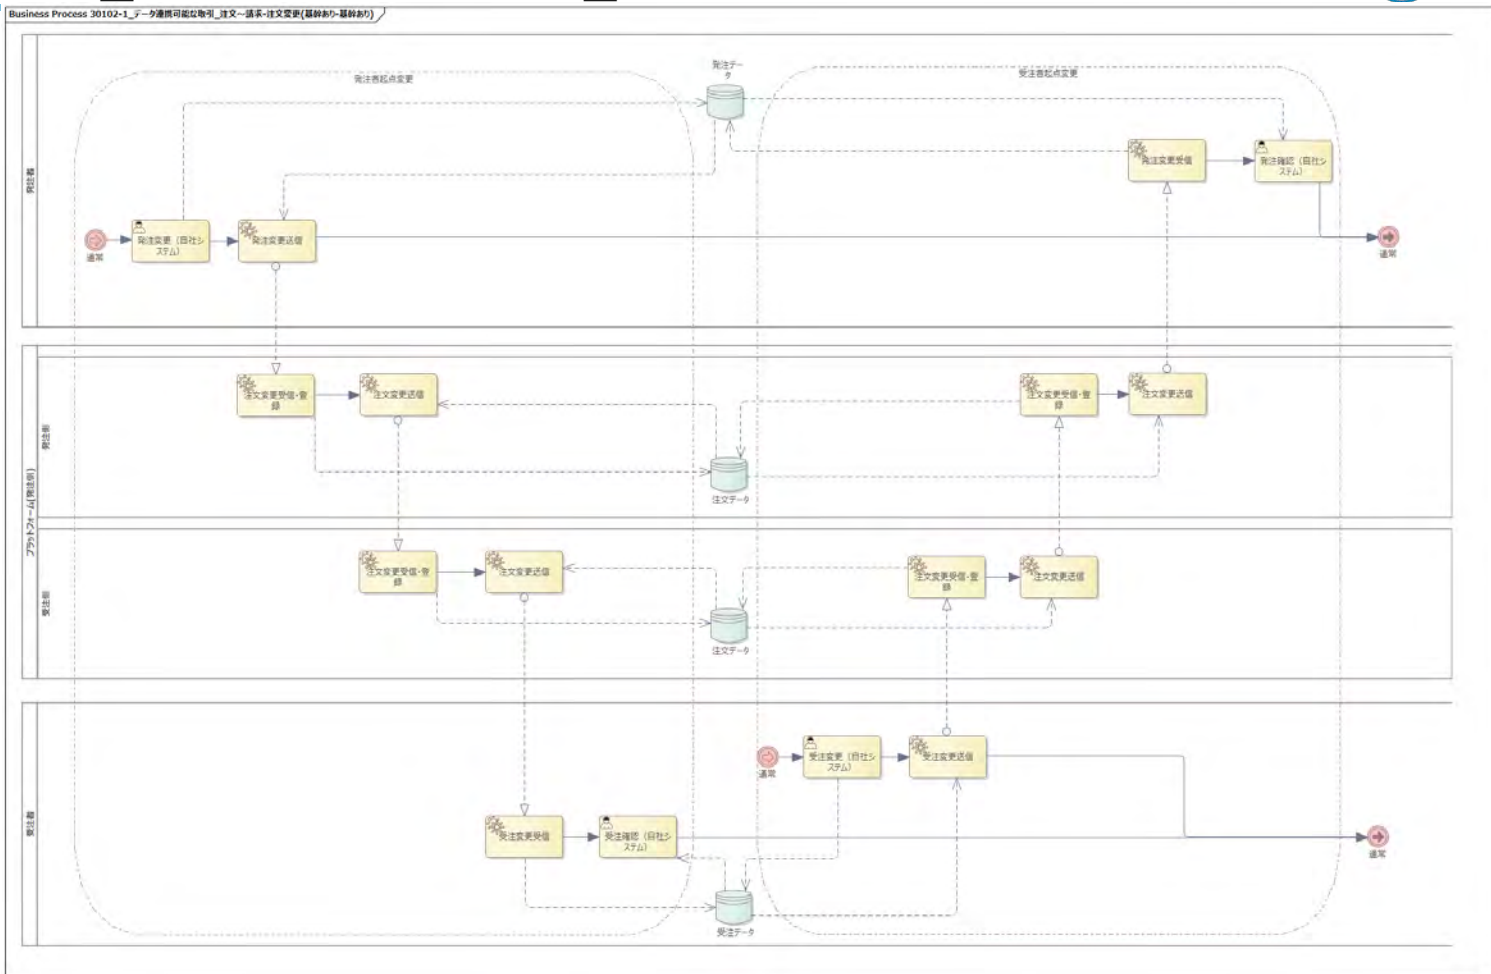 Business Process 30102-1_データ連携可能な取引_注文～請求-注文変更(基幹あり-基幹あり)
発注者
発注者起点変更
発注デー
タ
受注者起点変更
発注変更受信
発注確認（自社シ
ステム）
通常
発注変更（自社シ
ステム）
発注変更送信
通常
プラットフォーム(発注側)
発注側
注文変更受信・登
録
注文変更送信
注文データ
注文変更受信・登
録
注文変更送信
受注側
注文変更受信・登
録
注文変更送信
注文データ
注文変更受信・登
録
注文変更送信
受注者
通常
受注変更（自社シ
ステム）
受注変更送信
受注変更受信
受注確認（自社シ
ステム）
通常
受注データ